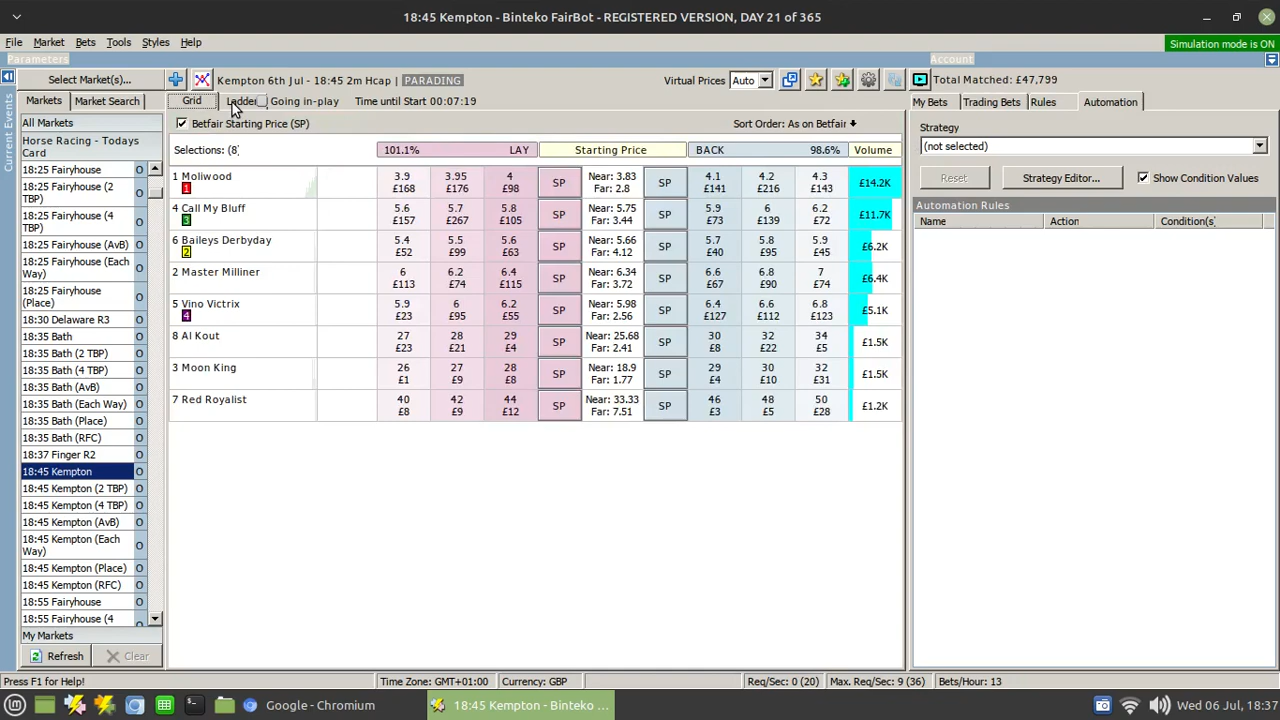 18:45 Kempton - Binteko FairBot - REGISTERED VERSION, DAY 21 of 365
File Market Bets Tools Styles Help
Simulation mode is ON
Parameters
Account
Select Market(s)...
Kempton 6th Jul - 18:45 2m Hcap | PARADING
Virtual Prices Auto
Total Matched: £47,799
Markets Market Search
Grid Ladder Going in-play Time until Start 00:07:19
My Bets Trading Bets Rules Automation
Current Events
All Markets
Horse Racing - Todays
Card
18:25 Fairyhouse O
18:25 Fairyhouse (2
TBP) O
18:25 Fairyhouse (4
TBP) O
18:25 Fairyhouse (AvB) O
18:25 Fairyhouse (Each
Way) O
18:25 Fairyhouse
(Place) O
18:30 Delaware R3 O
18:35 Bath O
18:35 Bath (2 TBP) O
18:35 Bath (4 TBP) O
18:35 Bath (AvB) O
18:35 Bath (Each Way) O
18:35 Bath (Place) O
18:35 Bath (RFC) O
18:37 Finger R2 O
18:45 Kempton O
18:45 Kempton (2 TBP) O
18:45 Kempton (4 TBP) O
18:45 Kempton (AvB) O
18:45 Kempton (Each
Way) O
18:45 Kempton (Place) O
18:45 Kempton (RFC) O
18:55 Fairyhouse O
18:55 Fairyhouse (4
My Markets
Refresh Clear
Betfair Starting Price (SP)
Sort Order: As on Betfair
Selections: (8)
101.1% LAY Starting Price BACK 98.6% Volume
1 Moliwood 3.9 3.95 4 SP Near: 3.83 SP 4.1 4.2 4.3 £14.2K
1 £168 £176 £98 Far: 2.8 £141 £216 £143
4 Call My Bluff 5.6 5.7 5.8 SP Near: 5.75 SP 5.9 6 6.2 £11.7K
3 £157 £267 £105 Far: 3.44 £73 £139 £72
6 Baileys Derbyday 5.4 5.5 5.6 SP Near: 5.66 SP 5.7 5.8 5.9 £6.2K
2 £52 £99 £63 Far: 4.12 £40 £95 £45
2 Master Milliner 6 6.2 6.4 SP Near: 6.34 SP 6.6 6.8 7 £6.4K
£113 £74 £115 Far: 3.72 £67 £90 £74
5 Vino Victrix 5.9 6 6.2 SP Near: 5.98 SP 6.4 6.6 6.8 £5.1K
4 £23 £95 £55 Far: 2.56 £127 £112 £123
8 Al Kout 27 28 29 SP Near: 25.68 SP 30 32 34 £1.5K
£23 £21 £4 Far: 2.41 £8 £22 £5
3 Moon King 26 27 28 SP Near: 18.9 SP 29 30 32 £1.5K
£1 £9 £8 Far: 1.77 £4 £10 £31
7 Red Royalist 40 42 44 SP Near: 33.33 SP 46 48 50 £1.2K
£8 £9 £12 Far: 7.51 £3 £5 £28
Strategy
(not selected)
Reset Strategy Editor... Show Condition Values
Automation Rules
Name Action Condition(s)
Press F1 for Help! Time Zone: GMT+01:00 Currency: GBP Req/Sec: 0 (20) Max. Req/Sec: 9 (36) Bets/Hour: 13
Google - Chromium 18:45 Kempton - Binteko ... Wed 06 Jul, 18:37